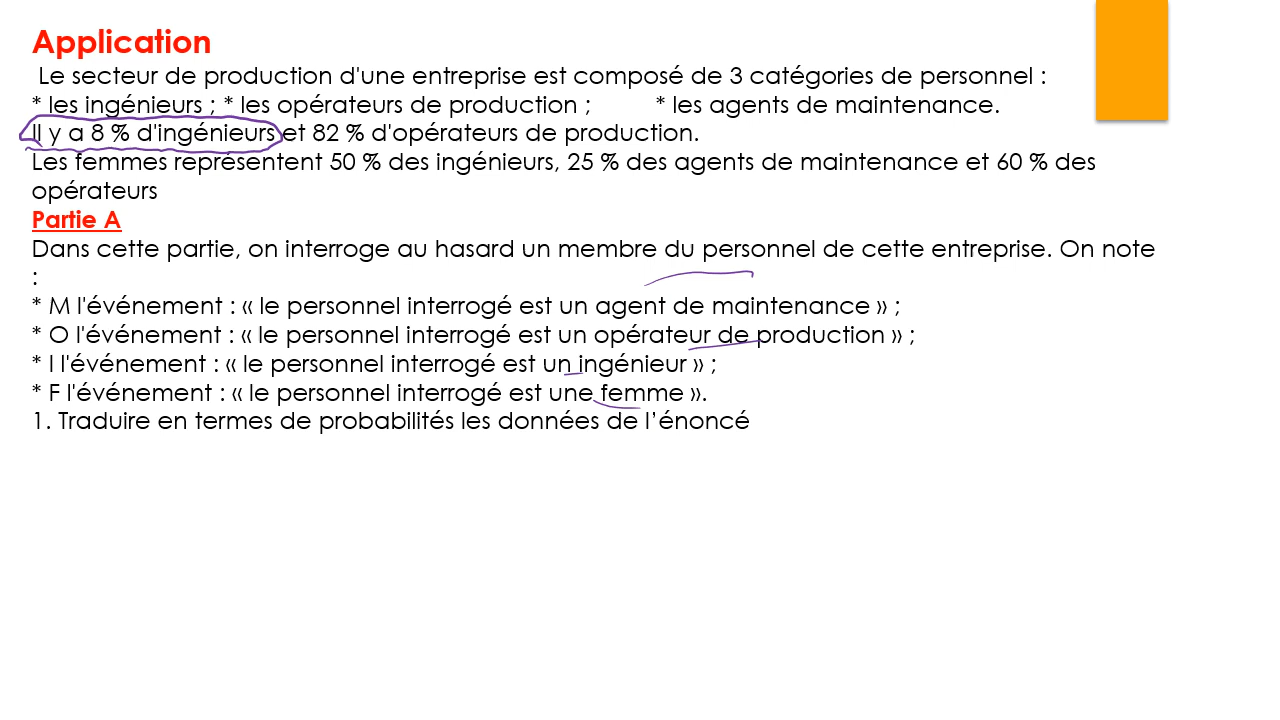 Application
Le secteur de production d'une entreprise est composé de 3 catégories de personnel :
* les ingénieurs ; * les opérateurs de production ; * les agents de maintenance.
Il y a 8 % d'ingénieurs et 82 % d'opérateurs de production.
Les femmes représentent 50 % des ingénieurs, 25 % des agents de maintenance et 60 % des
opérateurs
Partie A
Dans cette partie, on interroge au hasard un membre du personnel de cette entreprise. On note
:
* M l'événement : « le personnel interrogé est un agent de maintenance » ;
* O l'événement : « le personnel interrogé est un opérateur de production » ;
* I l'événement : « le personnel interrogé est un ingénieur » ;
* F l'événement : « le personnel interrogé est une femme ».
1. Traduire en termes de probabilités les données de l’énoncé